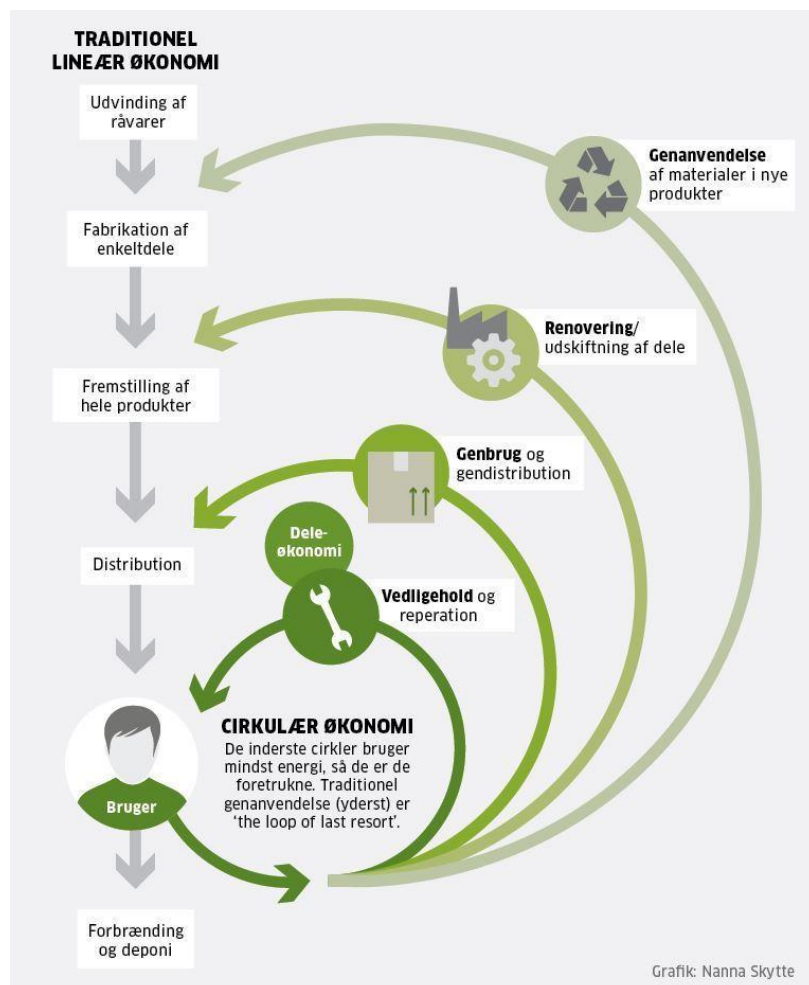 TRADITIONEL
LINEÆR ØKONOMI
Udvinding af
råvarer
Genanvendelse
af materialer i nye
produkter
Fabrikation af
enkeltdele
Renovering/
udskiftning af dele
Fremstilling af
hele produkter
Genbrug og
gendistribution
Dele-
økonomi
Distribution
Vedligehold og
reperation
CIRKULÆR ØKONOMI
De inderste cirkler bruger
mindst energi, så de er de
foretrukne. Traditionel
genanvendelse (yderst) er
‘the loop of last resort’.
Bruger
Forbrænding
og deponi
Grafik: Nanna Skytte